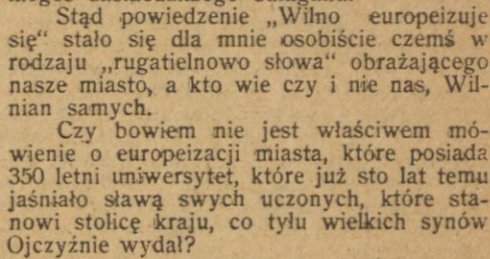 Stąd powiedzenie „Wilno europeizuje
się“ stało się dla mnie osobiście czemś w
rodzaju „rugatielnowo słowa“ obrażającego
nasze miasto, a kto wie czy i nie nas, Wil-
nian samych.
Czy bowiem nie jest właściwem mó-
wienie o europeizacji miasta, które posiada
350 letni uniwersytet, które już sto lat temu
jaśniało sławą swych uczonych, które sta-
nowi stolicę kraju, co tylu wielkich synów
Ojczyźnie wydał?